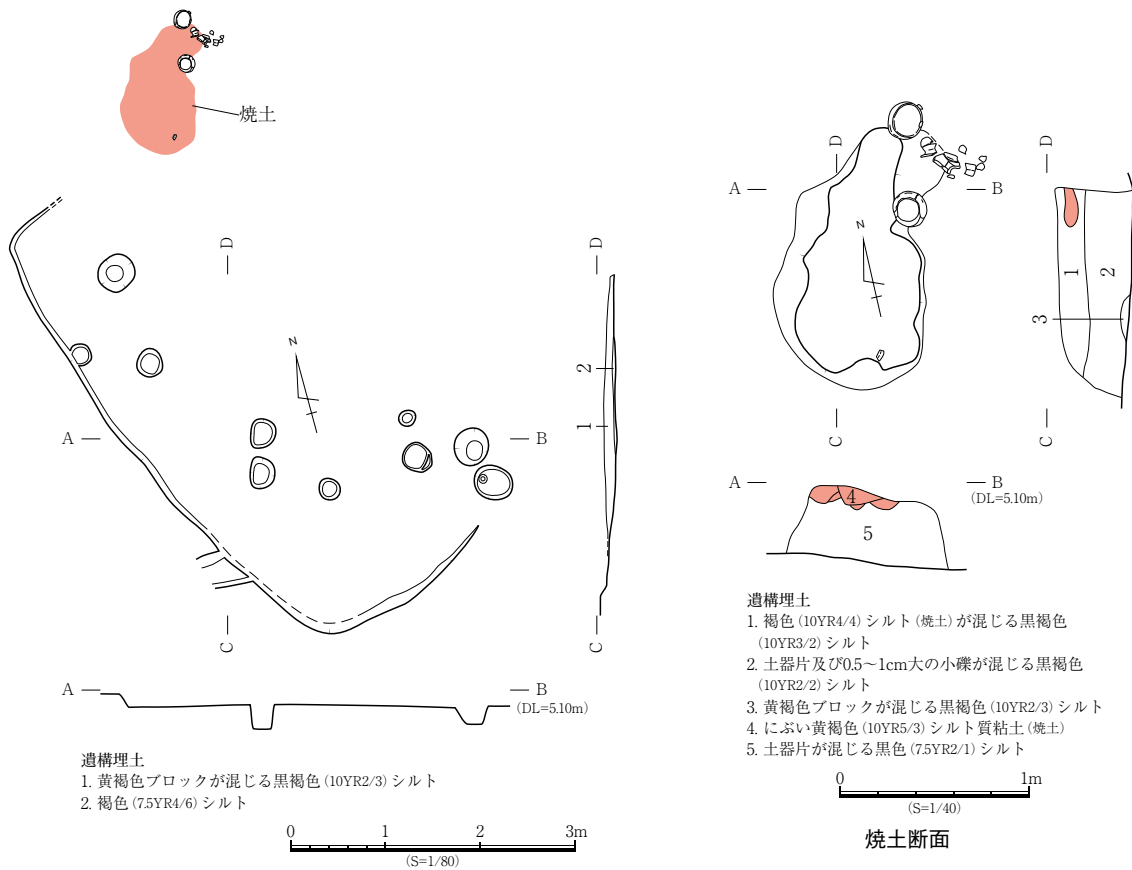 焼土
D
D
N
A
B
1
2
C
C
A
B
(DL=5.10m)
遺構埋土
1. 黄褐色ブロックが混じる黒褐色 (10YR2/3) シルト
2. 褐色 (7.5YR4/6) シルト
0 1 2 3m
(S=1/80)
D
D
A
B
N
1
2
3
C
C
A
B
(DL=5.10m)
4
5
遺構埋土
1. 褐色 (10YR4/4) シルト (焼土) が混じる黒褐色
(10YR3/2) シルト
2. 土器片及び0.5〜1cm大の小礫が混じる黒褐色
(10YR2/2) シルト
3. 黄褐色ブロックが混じる黒褐色 (10YR2/3) シルト
4. にぶい黄褐色 (10YR5/3) シルト質粘土 (焼土)
5. 土器片が混じる黒色 (7.5YR2/1) シルト
0 1m
(S=1/40)
焼土断面